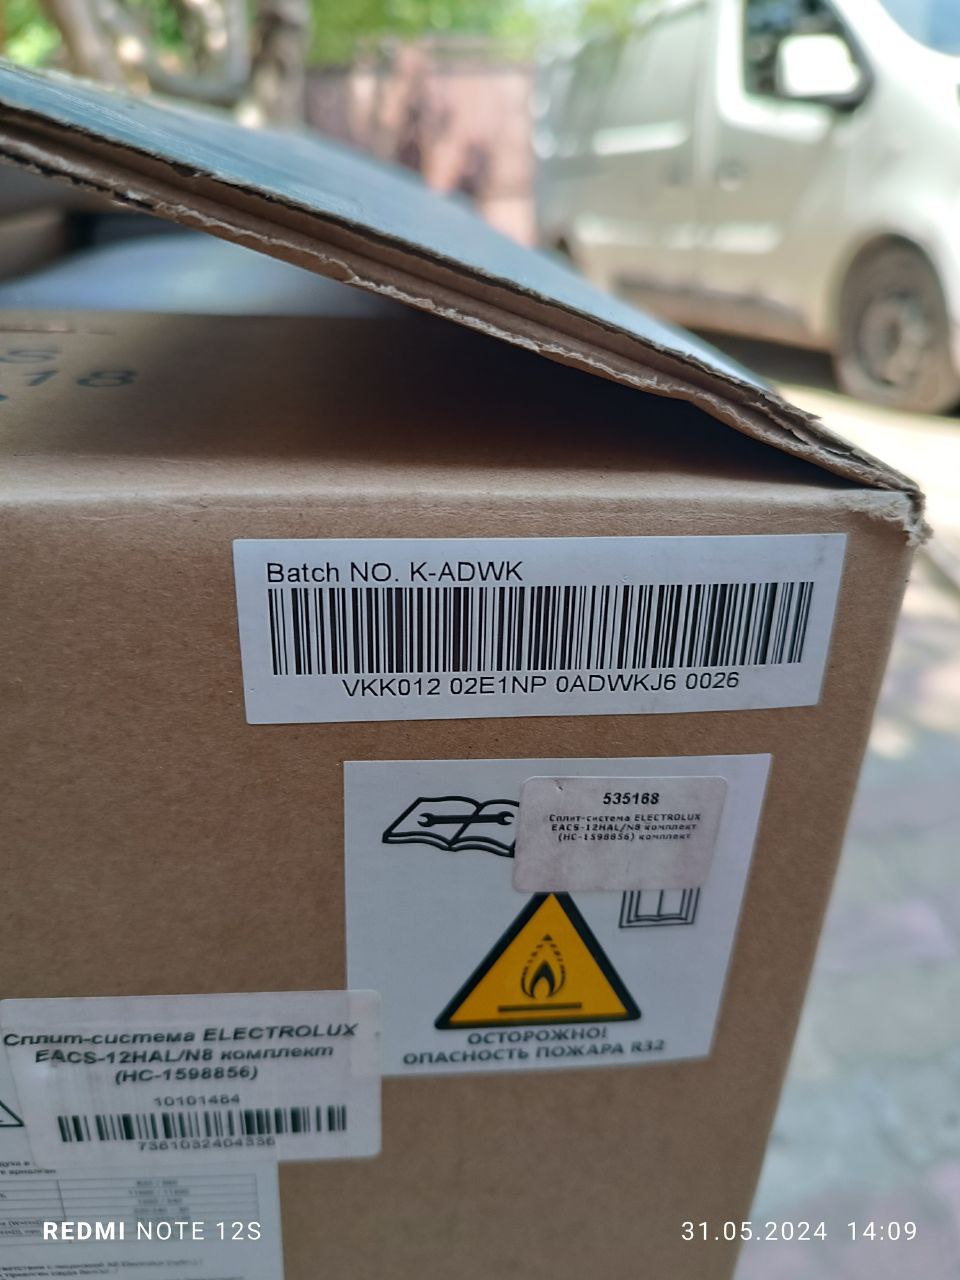 Batch NO. K-ADWK
VKK012 02E1NP 0ADWKJ6 0026
535168
Сплит-система ELECTROLUX
EACS-12HAL/N8 комплект
(НС-1598856) комплект
ОСТОРОЖНО!
ОПАСНОСТЬ ПОЖАРА R32
Сплит-система ELECTROLUX
EACS-12HAL/N8 комплект
(НС-1598856)
10101464
7381032404336
REDMI NOTE 12S
31.05.2024 14:09